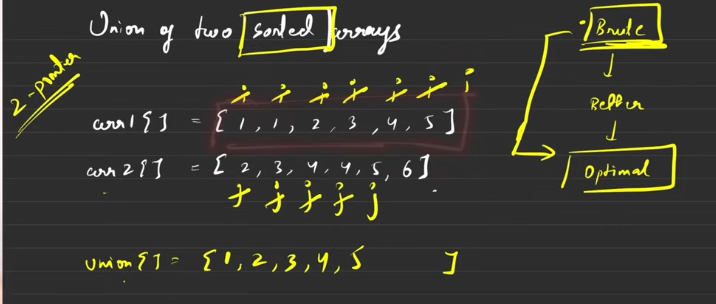 Union of two sorted arrays
2-pointer
i i i i i i i
arr1[] = [ 1, 1, 2, 3, 4, 5 ]
arr2[] = [ 2, 3, 4, 4, 5, 6 ]
j j j j j
union[] = [ 1, 2, 3, 4, 5 ]
Brute
↓
Better
↓
Optimal